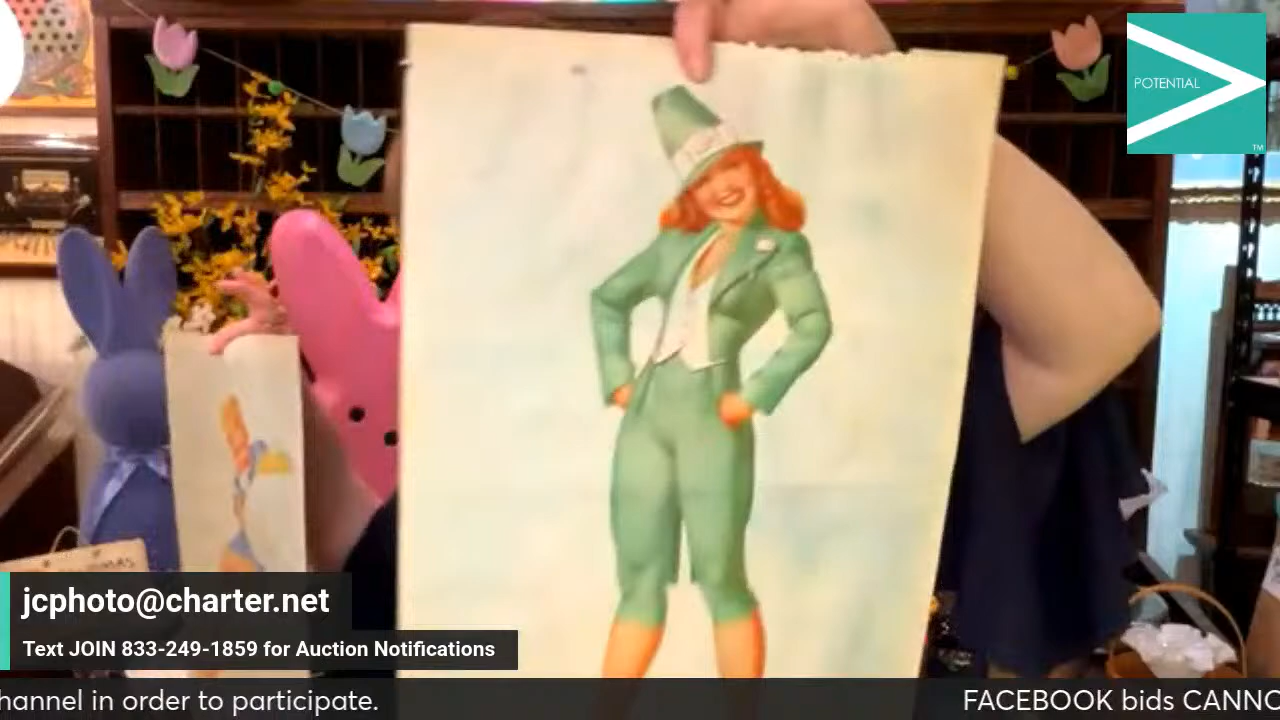 POTENTIAL
TM
jcphoto@charter.net
Text JOIN 833-249-1859 for Auction Notifications
hannel in order to participate.
FACEBOOK bids CANNO